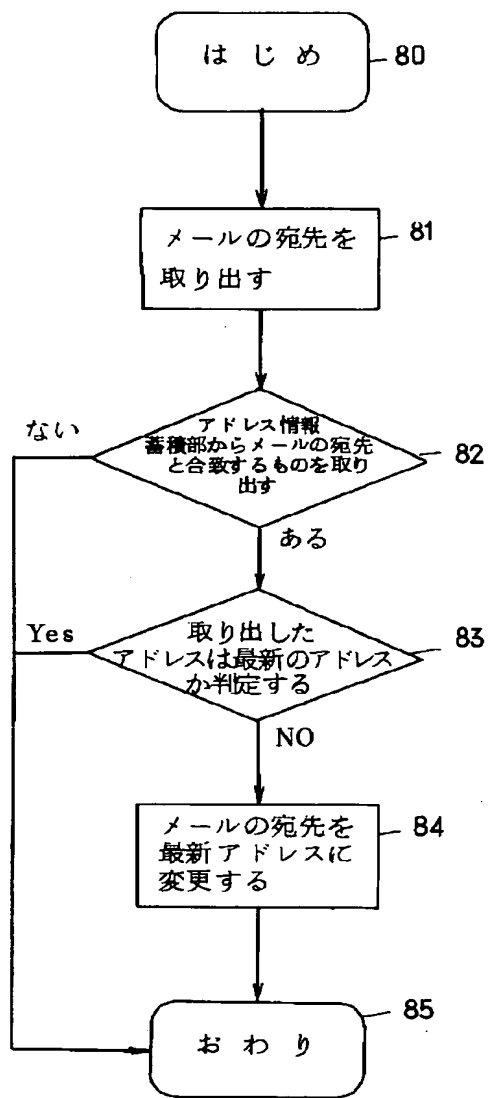 はじめ
80
メールの宛先を
取り出す
81
アドレス情報
蓄積部からメールの宛先
と合致するものを取り
出す
82
ない
ある
取り出した
アドレスは最新のアドレス
か判定する
83
Yes
NO
メールの宛先を
最新アドレスに
変更する
84
おわり
85